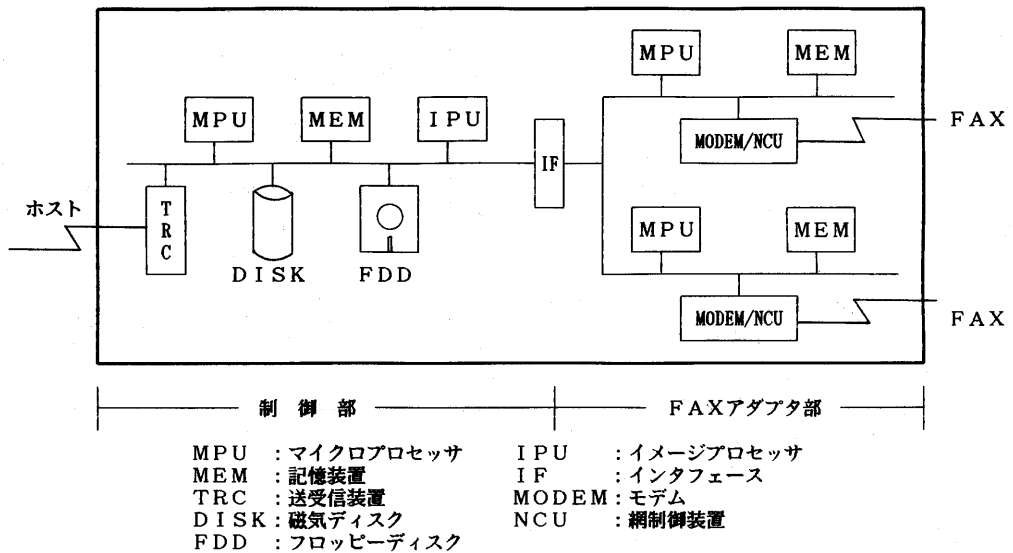 MPU MEM
MODEM/NCU FAX
MPU MEM IPU
IF
ホスト TRC
DISK FDD
MPU MEM
MODEM/NCU FAX
制御部 FAXアダプタ部
MPU :マイクロプロセッサ IPU :イメージプロセッサ
MEM :記憶装置 IF :インタフェース
TRC :送受信装置 MODEM:モデム
DISK:磁気ディスク NCU :網制御装置
FDD :フロッピーディスク